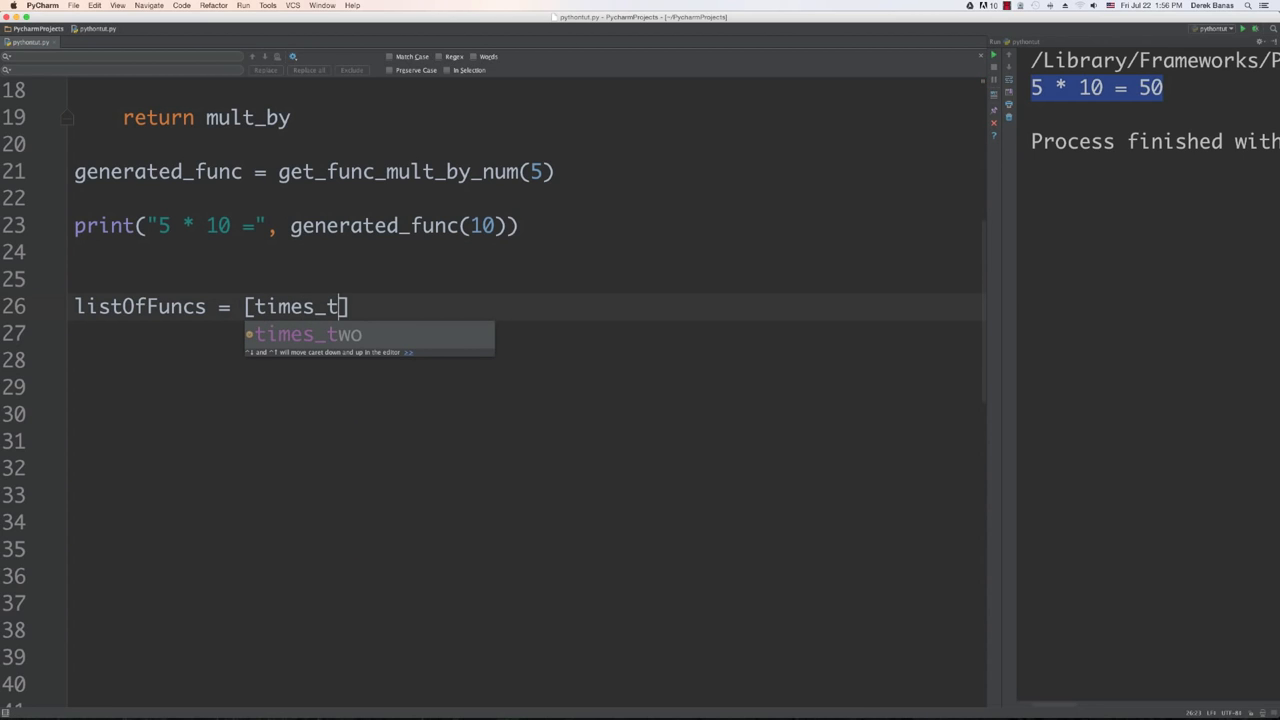 PyCharm File Edit View Navigate Code Refactor Run Tools VCS Window Help 10 Fri Jul 22 1:56 PM Derek Banas
pythontut.py - PycharmProjects - [~/PycharmProjects]
PycharmProjects pythontut.py pythontut
pythontut.py Run pythontut
Match Case Regex Words
Replace Replace all Exclude Preserve Case In Selection
/Library/Frameworks/P
5 * 10 = 50
Process finished with
18
19 return mult_by
20
21 generated_func = get_func_mult_by_num(5)
22
23 print("5 * 10 =", generated_func(10))
24
25
26 listOfFuncs = [times_t]
27 times_two
^↓ and ^↑ will move caret down and up in the editor >>
28
29
30
31
32
33
34
35
36
37
38
39
40
26:23 LF÷ UTF-8÷